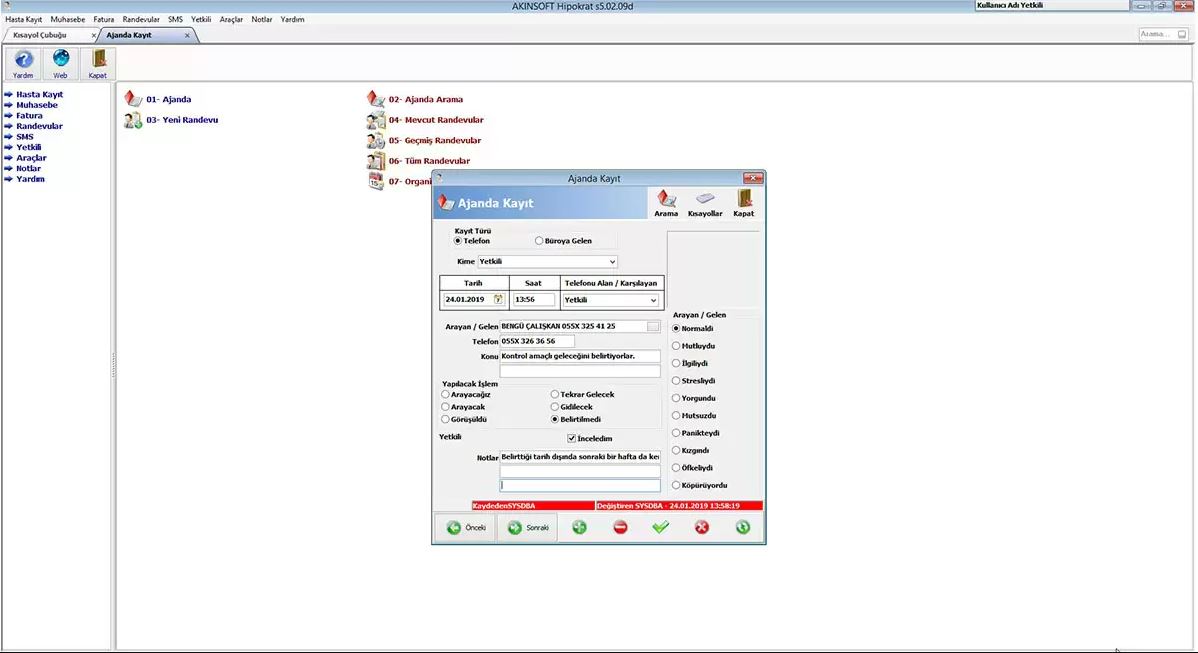 AKINSOFT Hipokrat s5.02.09d
Kullanıcı Adı Yetkili
Hasta Kayıt Muhasebe Fatura Randevular SMS Yetkili Araçlar Notlar Yardım
Kısayol Çubuğu x Ajanda Kayıt x
Arama...
Yardım Web Kapat
Hasta Kayıt
Muhasebe
Fatura
Randevular
SMS
Yetkili
Araçlar
Notlar
Yardım
01- Ajanda
03- Yeni Randevu
02- Ajanda Arama
04- Mevcut Randevular
05- Geçmiş Randevular
06- Tüm Randevular
07- Organi
Ajanda Kayıt
Ajanda Kayıt
Arama Kısayollar Kapat
Kayıt Türü
Telefon Büroya Gelen
Kime Yetkili
Tarih Saat Telefonu Alan / Karşılayan
24.01.2019 13:56 Yetkili
Arayan / Gelen BENGÜ ÇALIŞKAN 055X 325 41 25
Telefon 055X 326 36 56
Konu Kontrol amaçlı geleceğini belirtiyorlar.
Yapılacak İşlem
Arayacağız Tekrar Gelecek
Arayacak Gidilecek
Görüşüldü Belirtilmedi
Yetkili İnceledim
Notlar Belirttiği tarih dışında sonraki bir hafta da ke
Arayan / Gelen
Normaldi
Mutluydu
İlgiliydi
Stresliydi
Yorgundu
Mutsuzdu
Panikteydi
Kızgındı
Öfkeliydi
Köpürüyordu
KaydedenSYSDBA Değiştiren SYSDBA - 24.01.2019 13:58:19
Önceki Sonraki